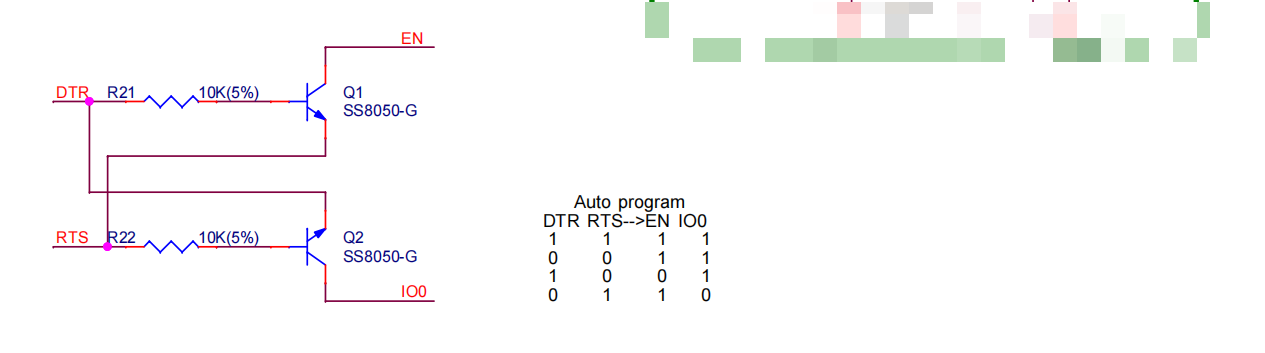 EN
DTR R21 10K(5%) Q1
SS8050-G
RTS R22 10K(5%) Q2
SS8050-G
IO0
Auto program
DTR RTS-->EN IO0
1 1 1 1
0 0 1 1
1 0 0 1
0 1 1 0